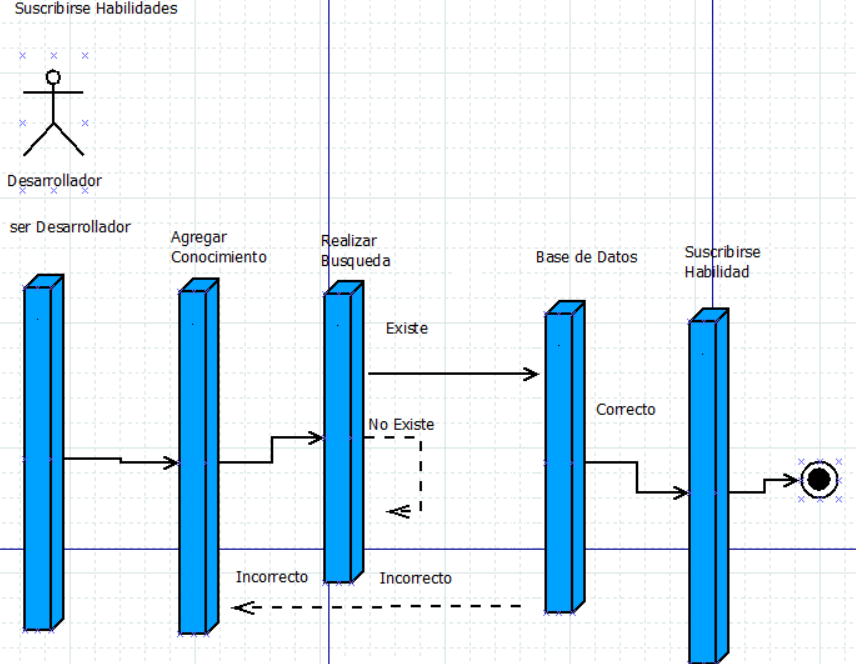 Suscribirse Habilidades
Desarrollador
ser Desarrollador
Agregar
Conocimiento
Realizar
Busqueda
Base de Datos
Suscribirse
Habilidad
Existe
No Existe
Correcto
Incorrecto
Incorrecto